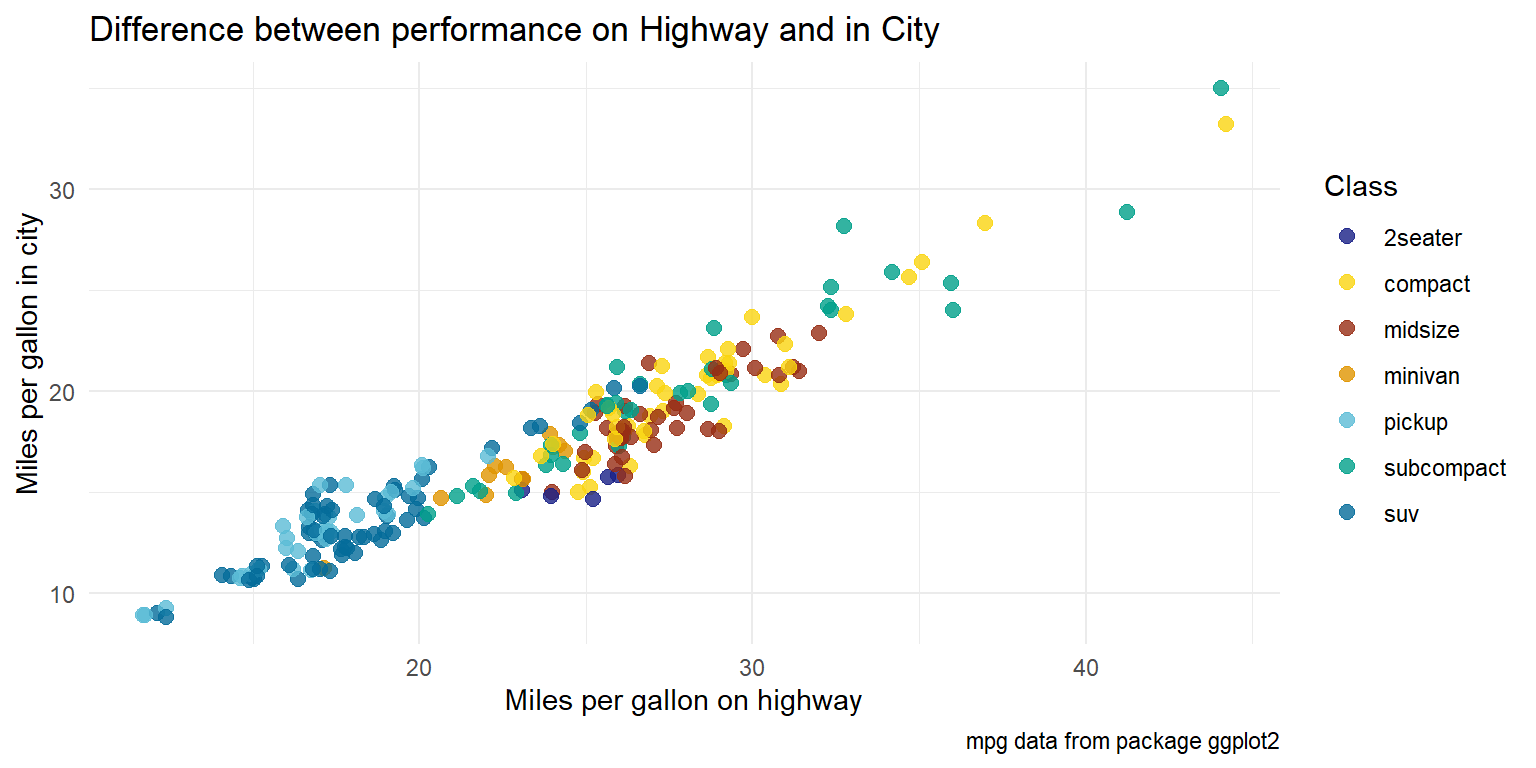 Difference between performance on Highway and in City
Miles per gallon in city
30
20
10
20
30
40
Miles per gallon on highway
Class
2seater
compact
midsize
minivan
pickup
subcompact
suv
mpg data from package ggplot2